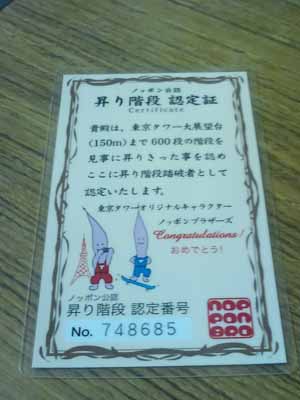 ノッポン公認
昇り階段 認定証
Certificate
貴殿は、東京タワー大展望台
(150m)まで600段の階段を
見事に昇りきった事を認め
ここに昇り階段踏破者として
認定いたします。
東京タワーオリジナルキャラクター
ノッポンブラザーズ
Congratulations!
おめでとう!
ノッポン公認
昇り階段 認定番号
No. 748685
NOP
PON
BRO